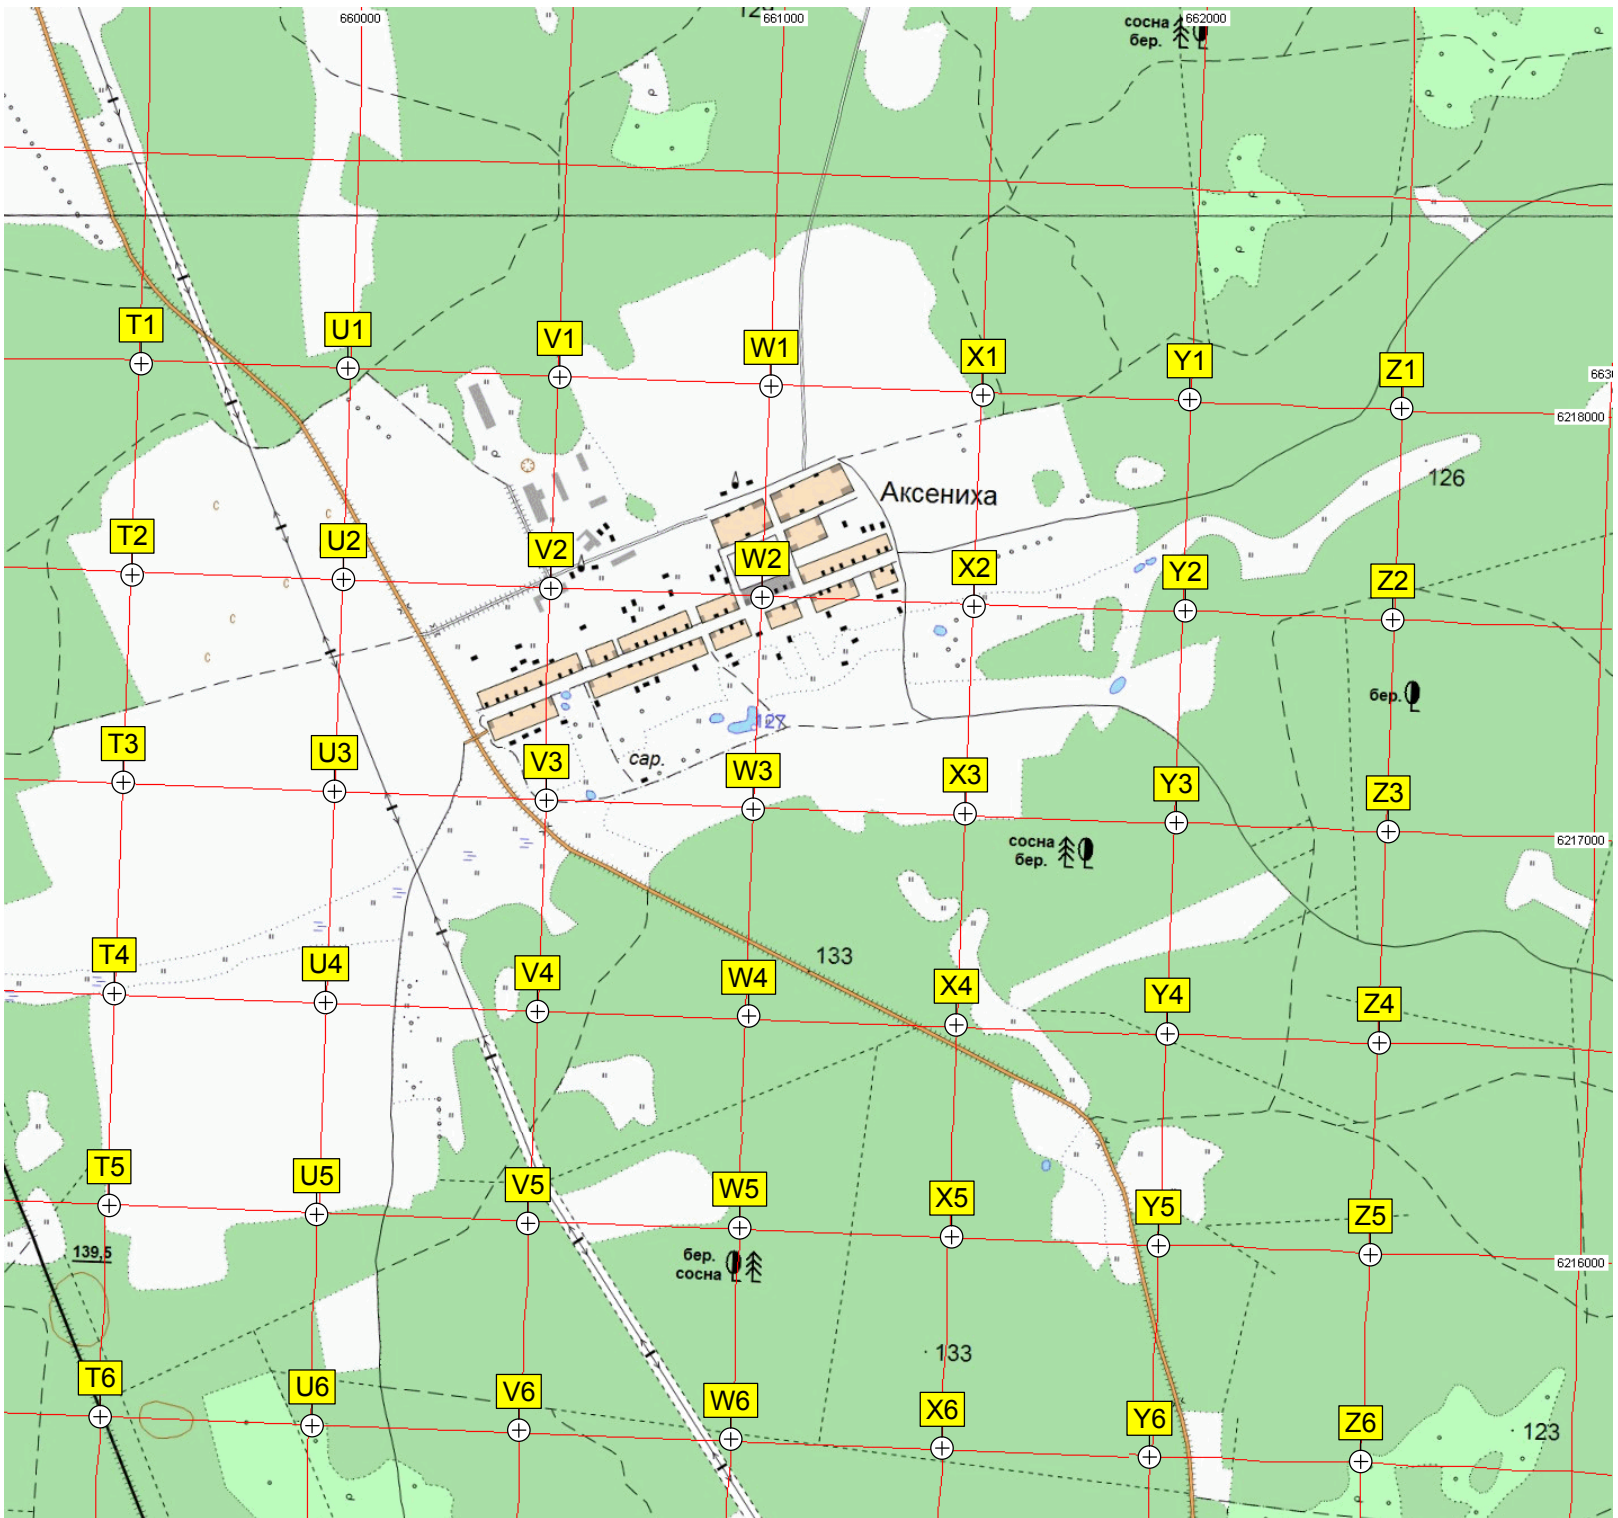 660000
661000
662000
129
сосна
бер.
T1
U1
V1
W1
X1
Y1
Z1
663
6218000
126
Аксениха
T2
U2
V2
W2
X2
Y2
Z2
с
с
с
с
с
бер.
127
сар.
T3
U3
V3
W3
X3
Y3
Z3
6217000
сосна
бер.
133
T4
U4
V4
W4
X4
Y4
Z4
T5
U5
V5
W5
X5
Y5
Z5
139,5
бер.
сосна
6216000
133
T6
U6
V6
W6
X6
Y6
Z6
123